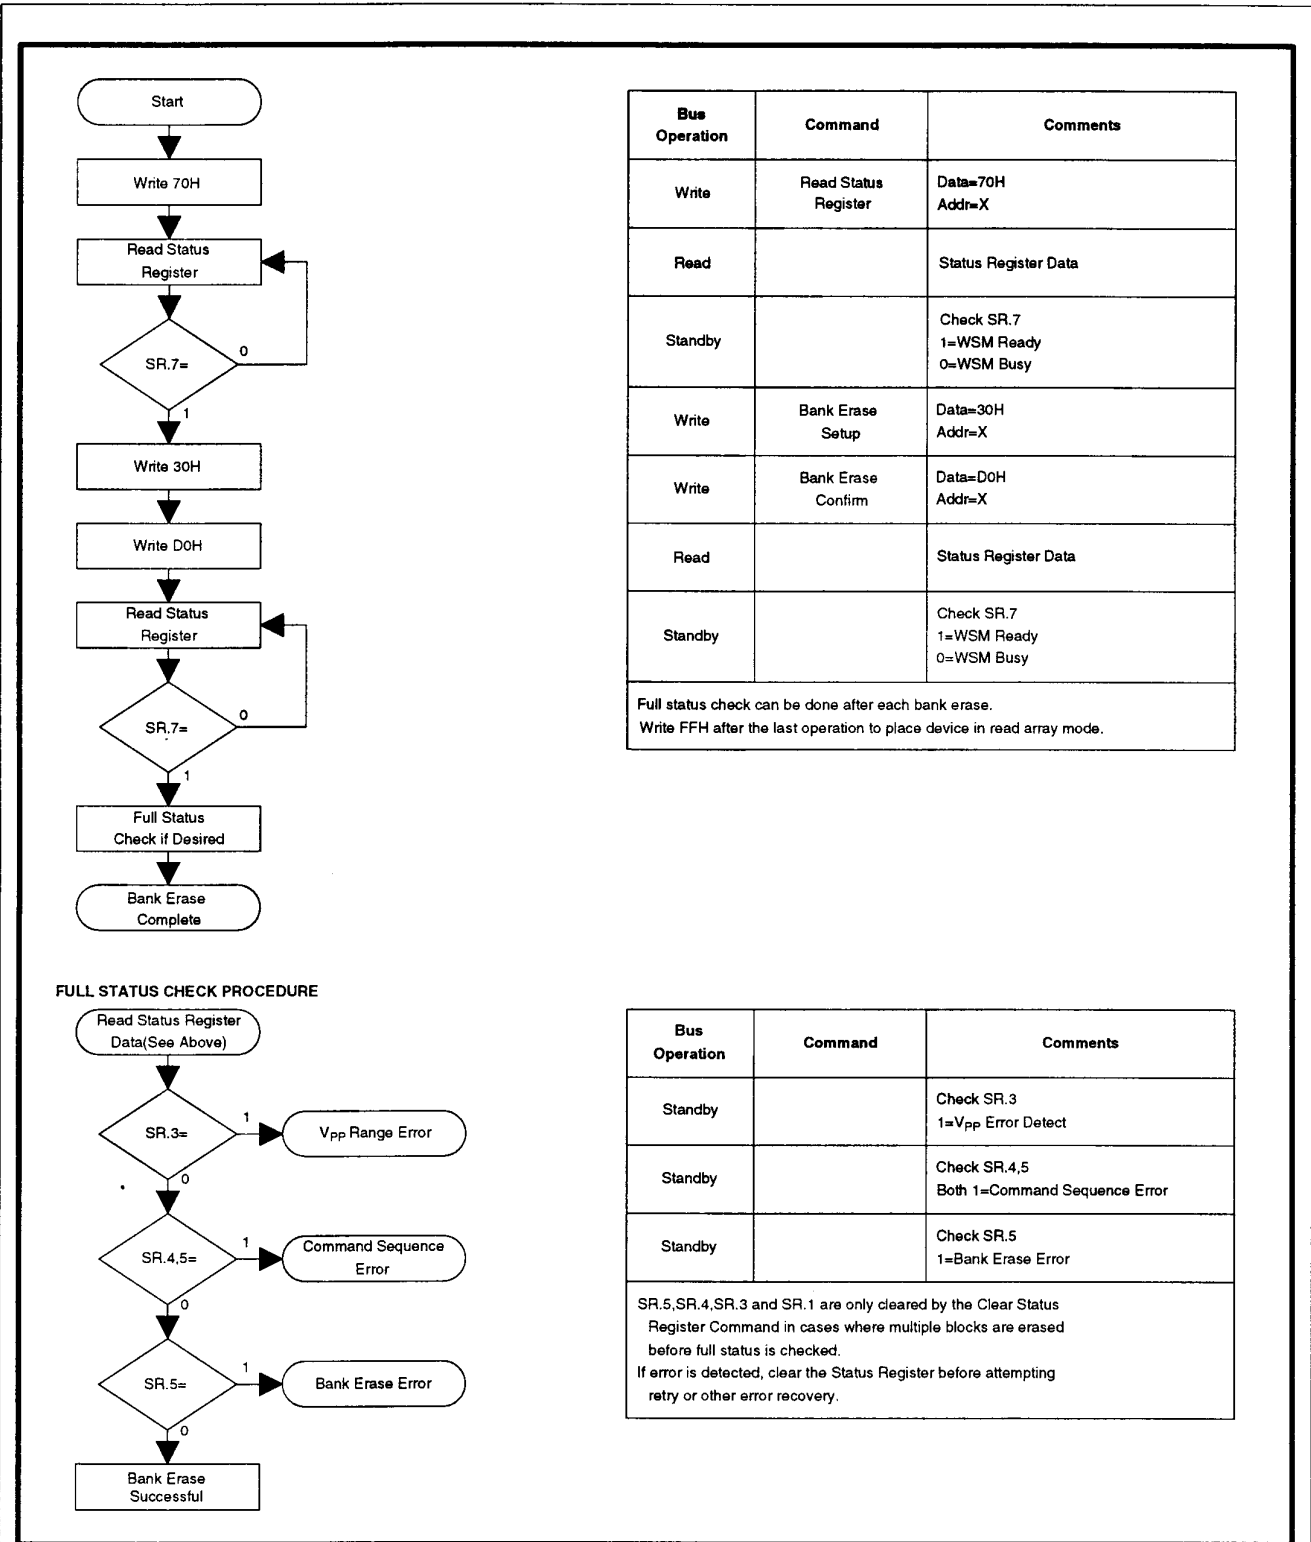 Start
Write 70H
Read Status
Register
SR.7=
0
1
Write 30H
Write D0H
Read Status
Register
SR.7=
0
1
Full Status
Check if Desired
Bank Erase
Complete
Bus
Operation
Command
Comments
Write
Read Status
Register
Data=70H
Addr=X
Read
Status Register Data
Standby
Check SR.7
1=WSM Ready
0=WSM Busy
Write
Bank Erase
Setup
Data=30H
Addr=X
Write
Bank Erase
Confirm
Data=D0H
Addr=X
Read
Status Register Data
Standby
Check SR.7
1=WSM Ready
0=WSM Busy
Full status check can be done after each bank erase.
Write FFH after the last operation to place device in read array mode.
FULL STATUS CHECK PROCEDURE
Read Status Register
Data(See Above)
SR.3=
1
VPP Range Error
0
SR.4,5=
1
Command Sequence
Error
0
SR.5=
1
Bank Erase Error
0
Bank Erase
Successful
Bus
Operation
Command
Comments
Standby
Check SR.3
1=VPP Error Detect
Standby
Check SR.4,5
Both 1=Command Sequence Error
Standby
Check SR.5
1=Bank Erase Error
SR.5,SR.4,SR.3 and SR.1 are only cleared by the Clear Status
Register Command in cases where multiple blocks are erased
before full status is checked.
If error is detected, clear the Status Register before attempting
retry or other error recovery.